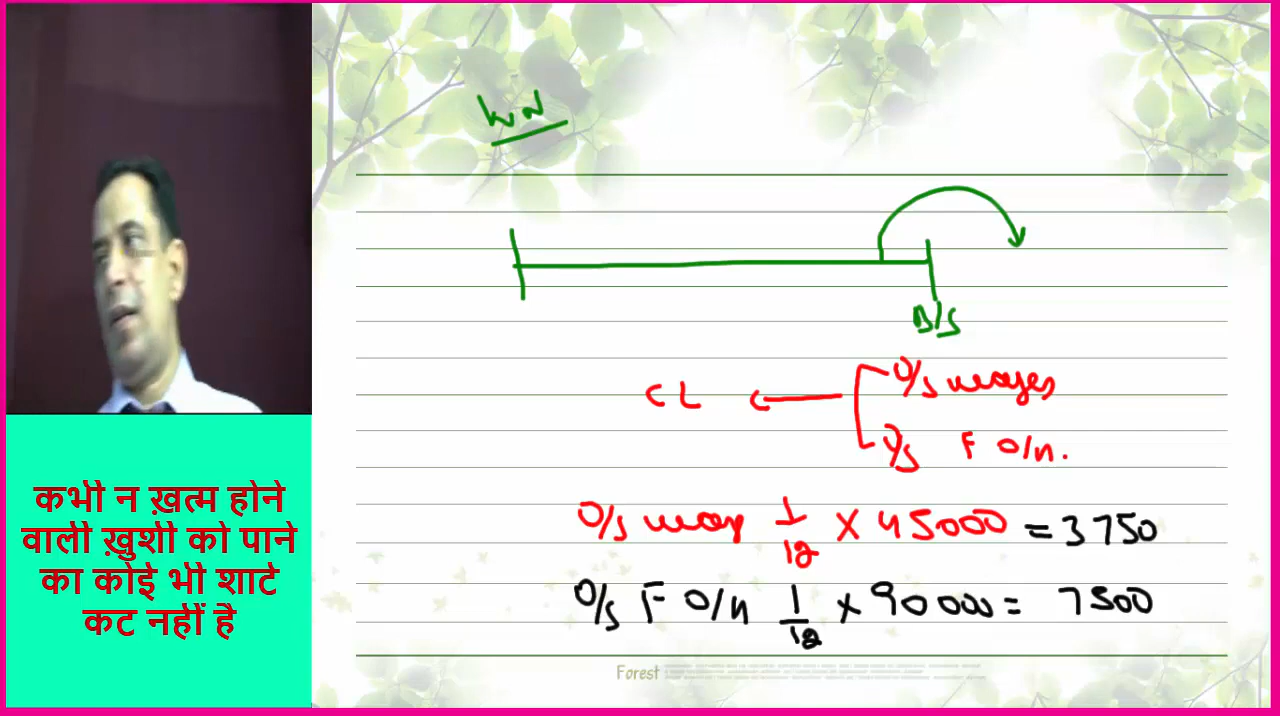 WN
B/S
CL
O/s wages
O/s F O/H.
O/s wag 1/12 × 45000 = 3750
O/s F O/H 1/12 × 90000 = 7500
Forest
कभी न ख़त्म होने
वाली ख़ुशी को पाने
का कोई भी शार्ट
कट नहीं है